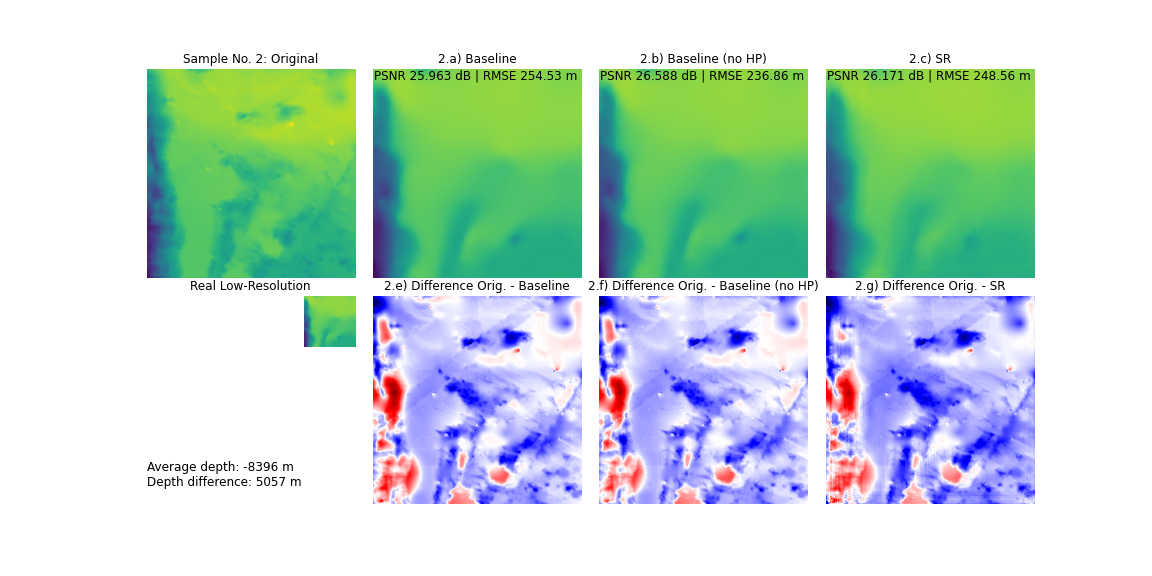 Sample No. 2: Original
2.a) Baseline
2.b) Baseline (no HP)
2.c) SR
PSNR 25.963 dB | RMSE 254.53 m
PSNR 26.588 dB | RMSE 236.86 m
PSNR 26.171 dB | RMSE 248.56 m
Real Low-Resolution
2.e) Difference Orig. - Baseline
2.f) Difference Orig. - Baseline (no HP)
2.g) Difference Orig. - SR
Average depth: -8396 m
Depth difference: 5057 m